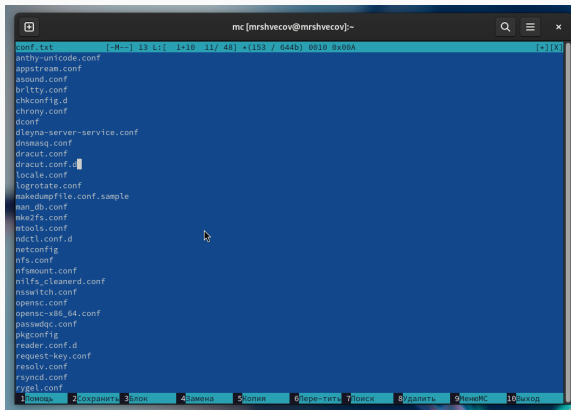 mc [mrshvecov@mrshvecov]:~
conf.txt [-M--] 13 L:[ 1+10 11/ 48] *(153 / 644b) 0010 0x00A [*][X]
anthy-unicode.conf
appstream.conf
asound.conf
brltty.conf
chkconfig.d
chrony.conf
dconf
dleyna-server-service.conf
dnsmasq.conf
dracut.conf
dracut.conf.d
locale.conf
logrotate.conf
makedumpfile.conf.sample
man_db.conf
mke2fs.conf
mtools.conf
ndctl.conf.d
netconfig
nfs.conf
nfsmount.conf
nilfs_cleanerd.conf
nsswitch.conf
opensc.conf
opensc-x86_64.conf
passwdqc.conf
pkgconfig
reader.conf.d
request-key.conf
resolv.conf
rsyncd.conf
rygel.conf
1Помощь 2Сохранить 3Блок 4Замена 5Копия 6Пере~тить 7Поиск 8Удалить 9МенюMC 10Выход